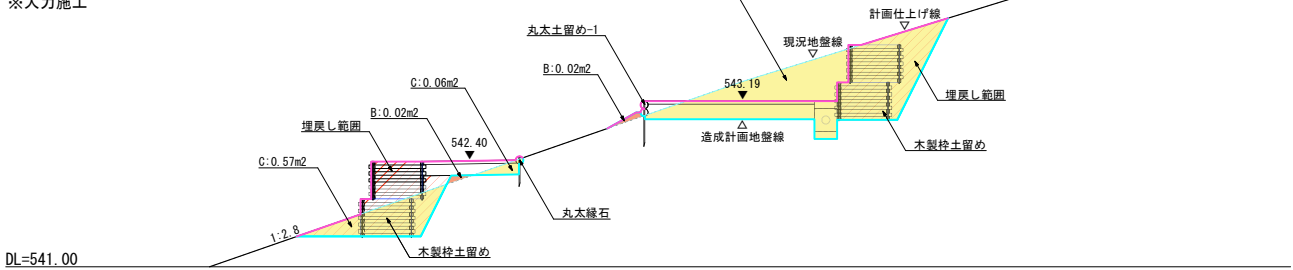 ※人力施工
計画仕上げ線
丸太土留め-1
現況地盤線
B:0.02m2
C:0.06m2
543.19
埋戻し範囲
B:0.02m2
埋戻し範囲
542.40
造成計画地盤線
木製枠土留め
C:0.57m2
丸太縁石
1:2.8
木製枠土留め
DL=541.00